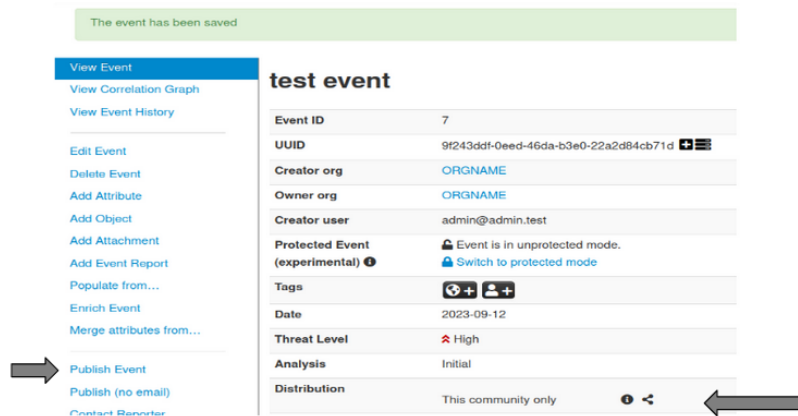 The event has been saved
View Event
View Correlation Graph
View Event History
Edit Event
Delete Event
Add Attribute
Add Object
Add Attachment
Add Event Report
Populate from...
Enrich Event
Merge attributes from...
Publish Event
Publish (no email)
Contact Reporter
test event
Event ID 7
UUID 9f243ddf-0eed-46da-b3e0-22a2d84cb71d
Creator org ORGNAME
Owner org ORGNAME
Creator user admin@admin.test
Protected Event Event is in unprotected mode.
(experimental) Switch to protected mode
Tags
Date 2023-09-12
Threat Level High
Analysis Initial
Distribution
This community only